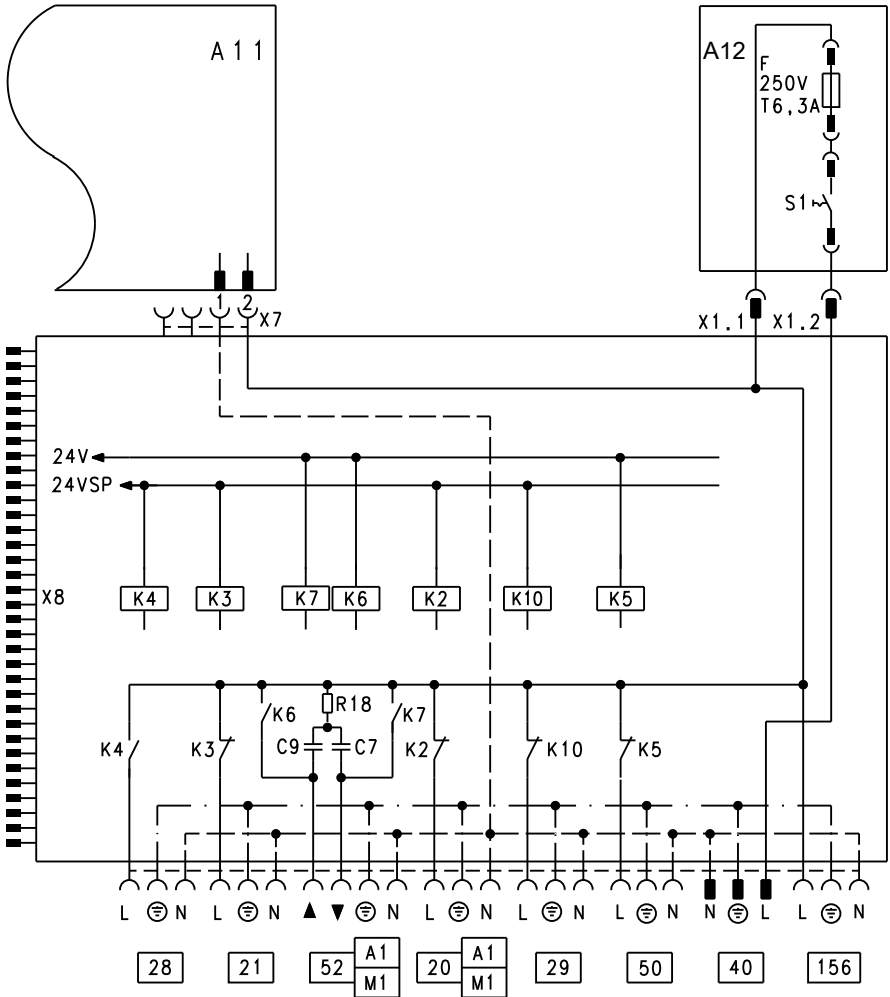 A11
A12
F
250V
T6,3A
S1
1 2
X7
X1.1 X1.2
24V
24VSP
X8
K4 K3 K7 K6 K2 K10 K5
K6 R18 K7
K4 K3 C9 C7 K2 K10 K5
L N L N N L N L N L N N L L N
28 21 52 A1 M1 20 A1 M1 29 50 40 156